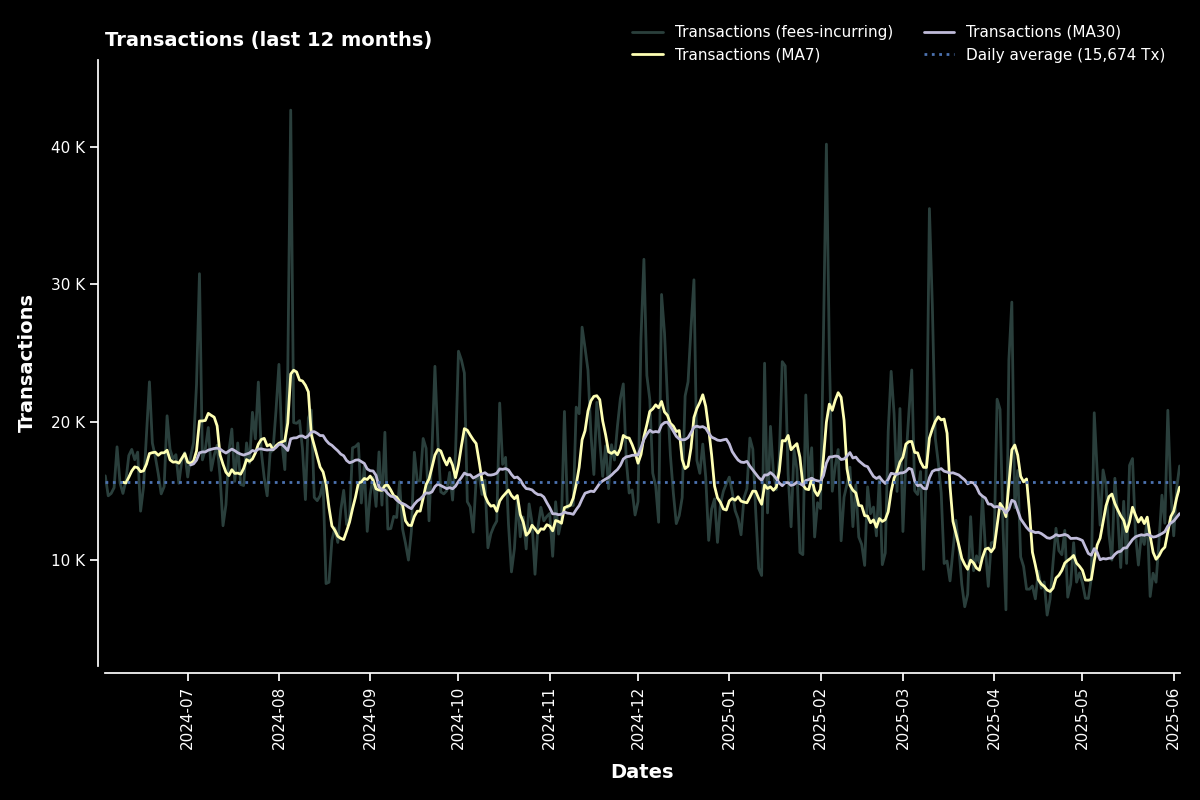 Transactions (last 12 months)
Transactions (fees-incurring)
Transactions (MA7)
Transactions (MA30)
Daily average (15,674 Tx)
Transactions
40 K
30 K
20 K
10 K
2024-07
2024-08
2024-09
2024-10
2024-11
2024-12
2025-01
2025-02
2025-03
2025-04
2025-05
2025-06
Dates